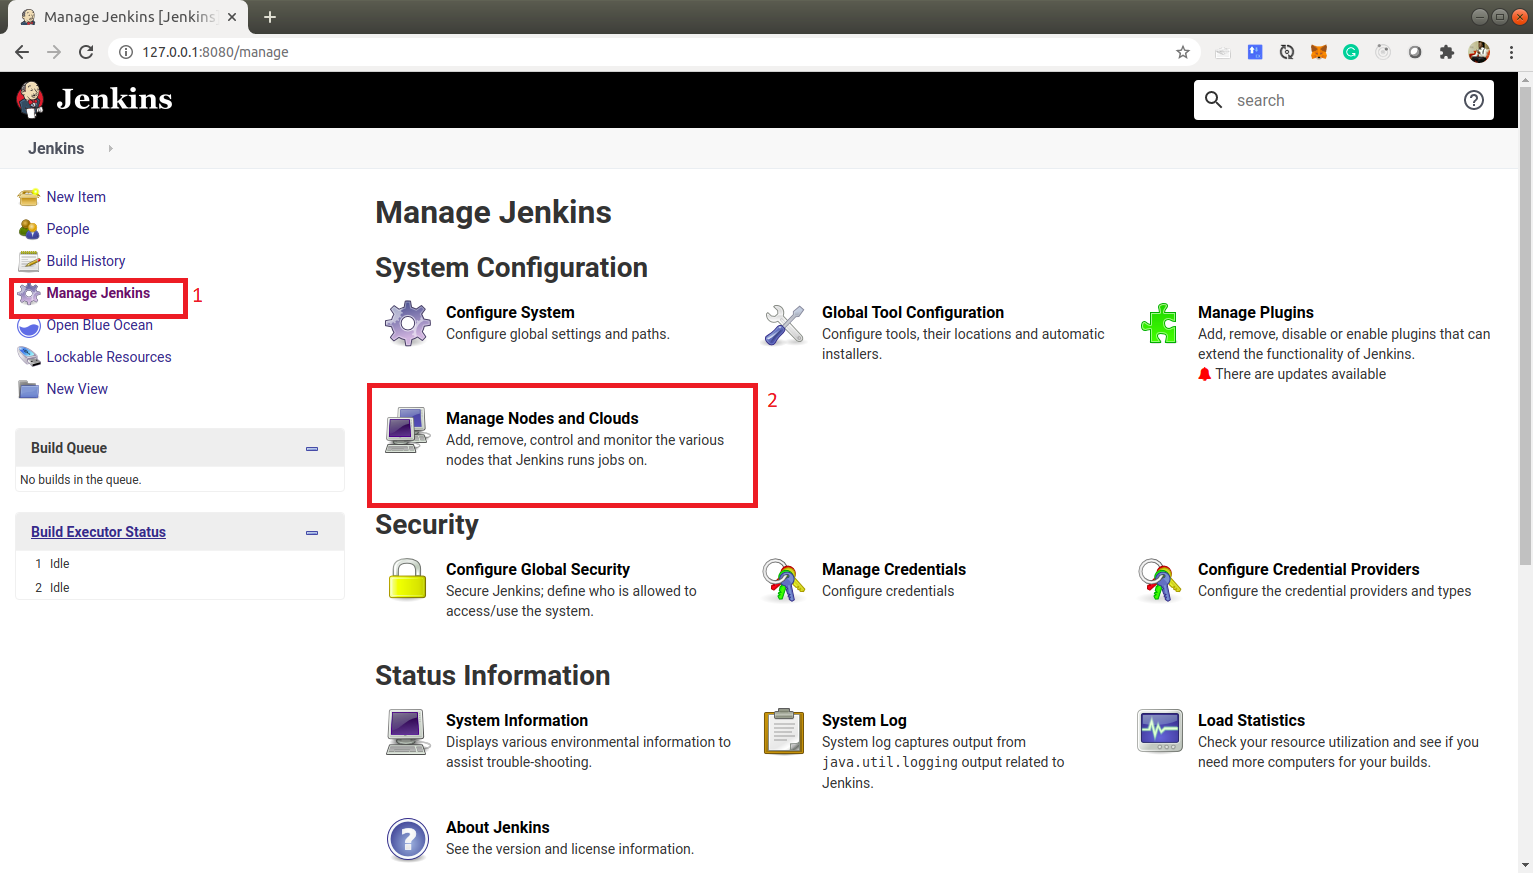 Manage Jenkins [Jenkins]
127.0.0.1:8080/manage
Jenkins
search
Jenkins
New Item
People
Build History
Manage Jenkins
1
Open Blue Ocean
Lockable Resources
New View
Build Queue
No builds in the queue.
Build Executor Status
1 Idle
2 Idle
Manage Jenkins
System Configuration
Configure System
Configure global settings and paths.
Global Tool Configuration
Configure tools, their locations and automatic
installers.
Manage Plugins
Add, remove, disable or enable plugins that can
extend the functionality of Jenkins.
There are updates available
Manage Nodes and Clouds
Add, remove, control and monitor the various
nodes that Jenkins runs jobs on.
2
Security
Configure Global Security
Secure Jenkins; define who is allowed to
access/use the system.
Manage Credentials
Configure credentials
Configure Credential Providers
Configure the credential providers and types
Status Information
System Information
Displays various environmental information to
assist trouble-shooting.
System Log
System log captures output from
java.util.logging output related to
Jenkins.
Load Statistics
Check your resource utilization and see if you
need more computers for your builds.
About Jenkins
See the version and license information.